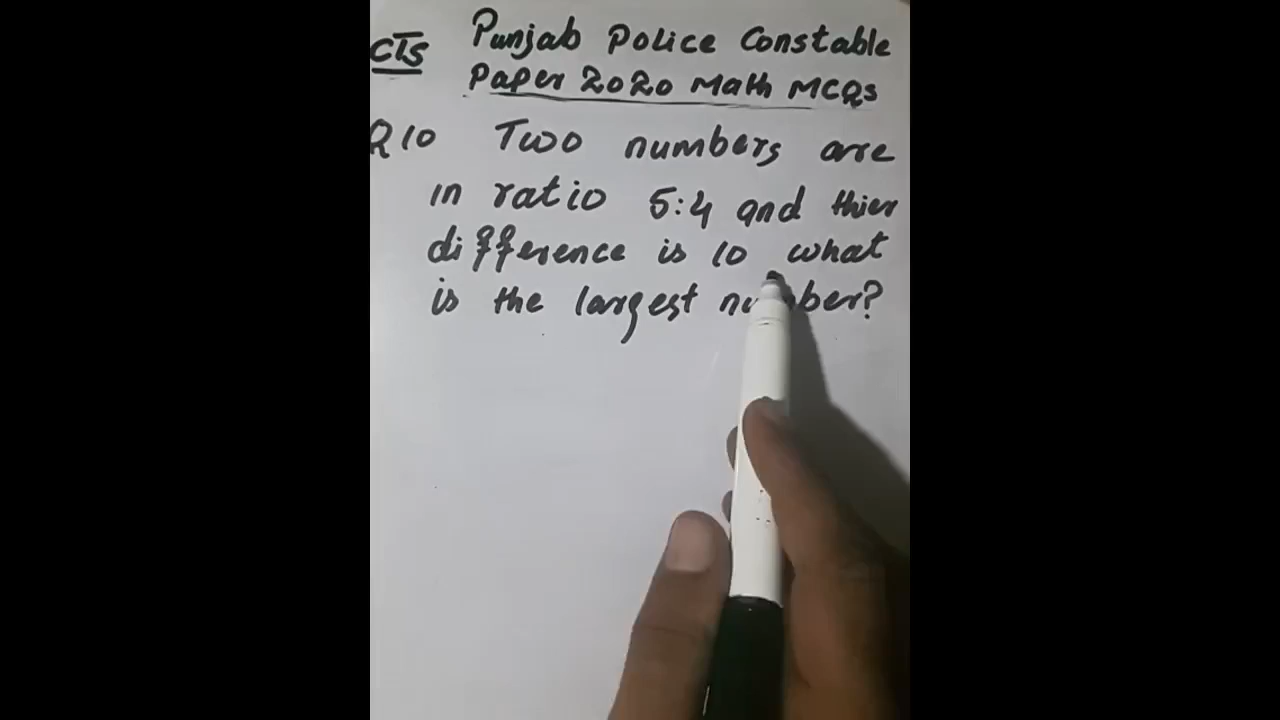 CTS Punjab Police Constable
Paper 2020 Math MCQs
Q10 Two numbers are
in ratio 5:4 and thier
difference is 10 what
is the largest number?